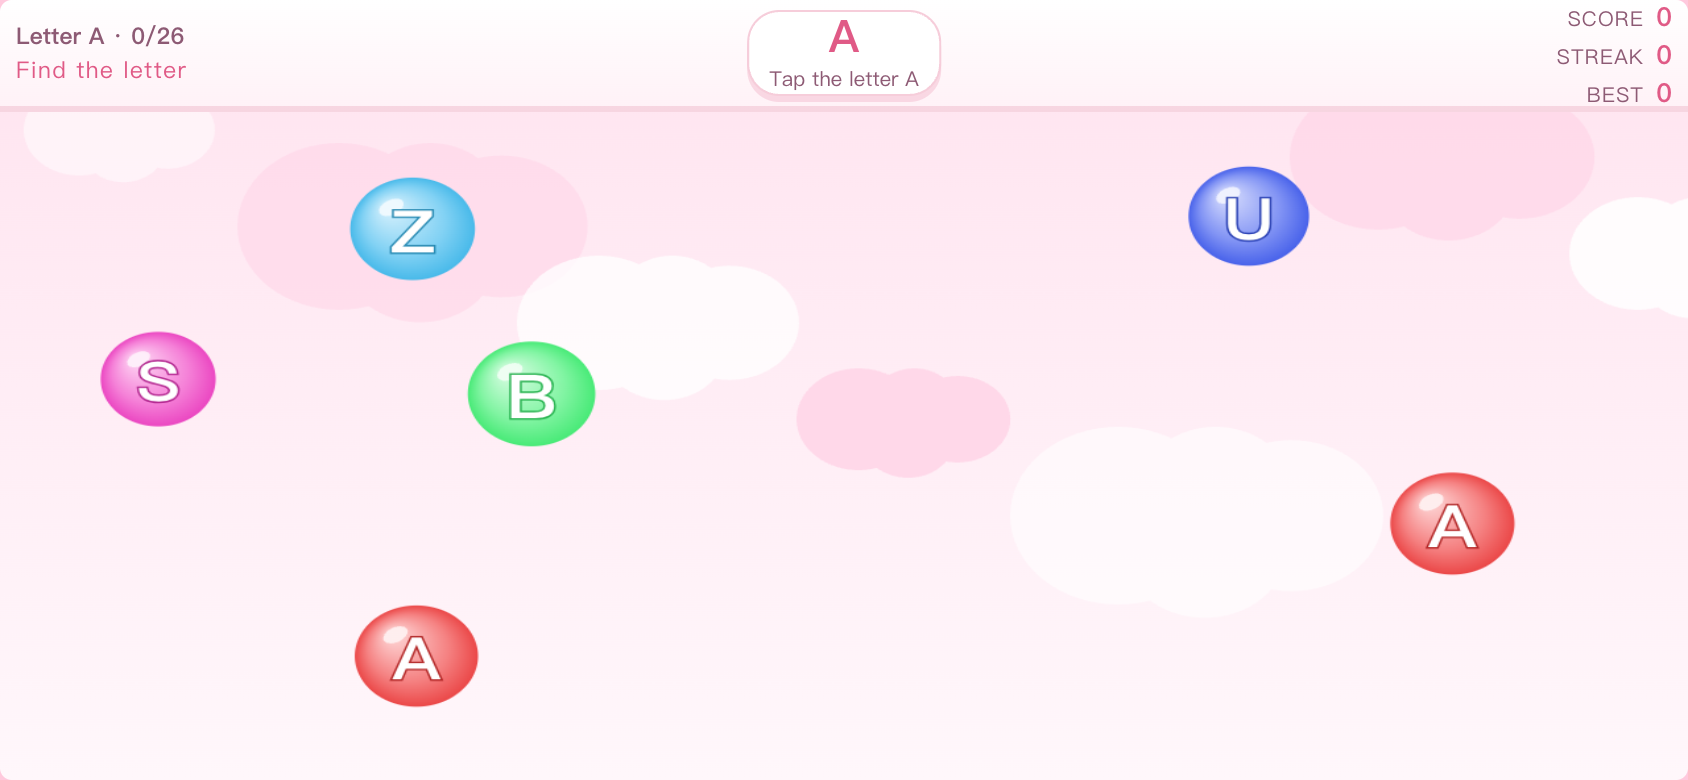 Letter A · 0/26
Find the letter
A
Tap the letter A
SCORE 0
STREAK 0
BEST 0
Z
U
S
B
A
A